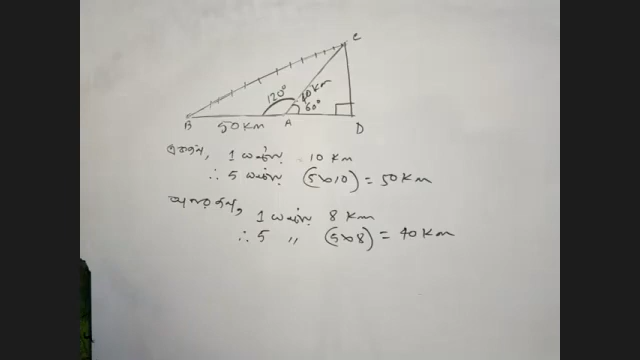 C
120°
40 Km
60°
B
50 KM
A
D
1 ঘন্টায় 10 Km
∴ 5 ঘন্টায় (5×10) = 50 Km
1 ঘন্টায় 8 Km
∴ 5 〃 (5×8) = 40 Km